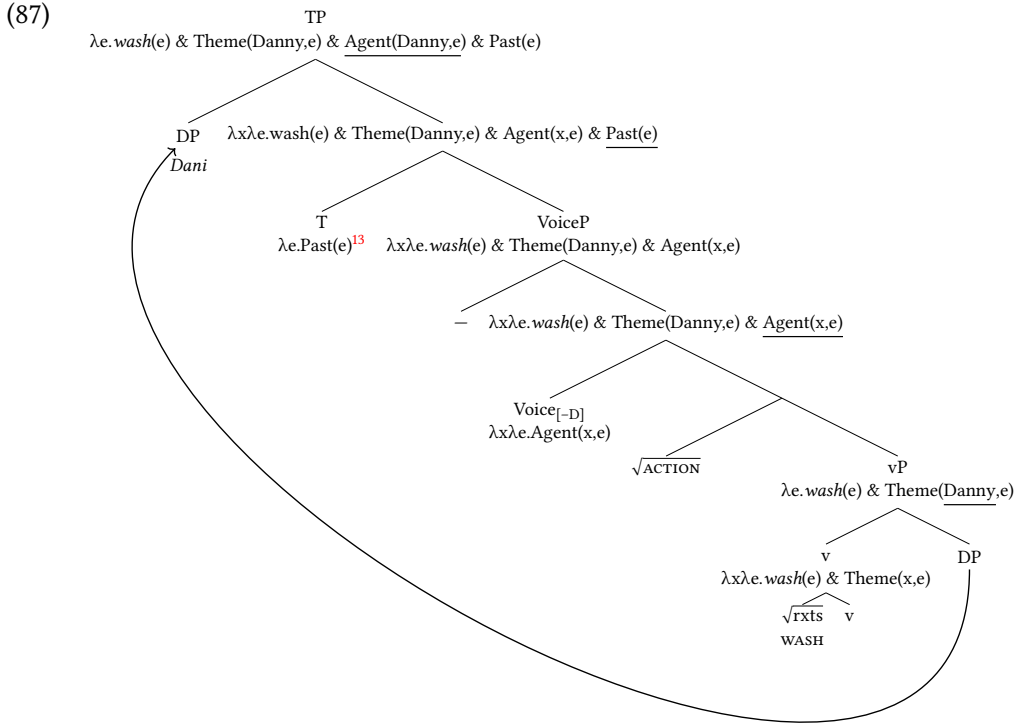 (87)
TP
λe.wash(e) & Theme(Danny,e) & Agent(Danny,e) & Past(e)
DP
Dani
λxλe.wash(e) & Theme(Danny,e) & Agent(x,e) & Past(e)
T
λe.Past(e)13
VoiceP
λxλe.wash(e) & Theme(Danny,e) & Agent(x,e)
–
λxλe.wash(e) & Theme(Danny,e) & Agent(x,e)
Voice[–D]
λxλe.Agent(x,e)
√ACTION
vP
λe.wash(e) & Theme(Danny,e)
v
λxλe.wash(e) & Theme(x,e)
DP
√rxts v
WASH